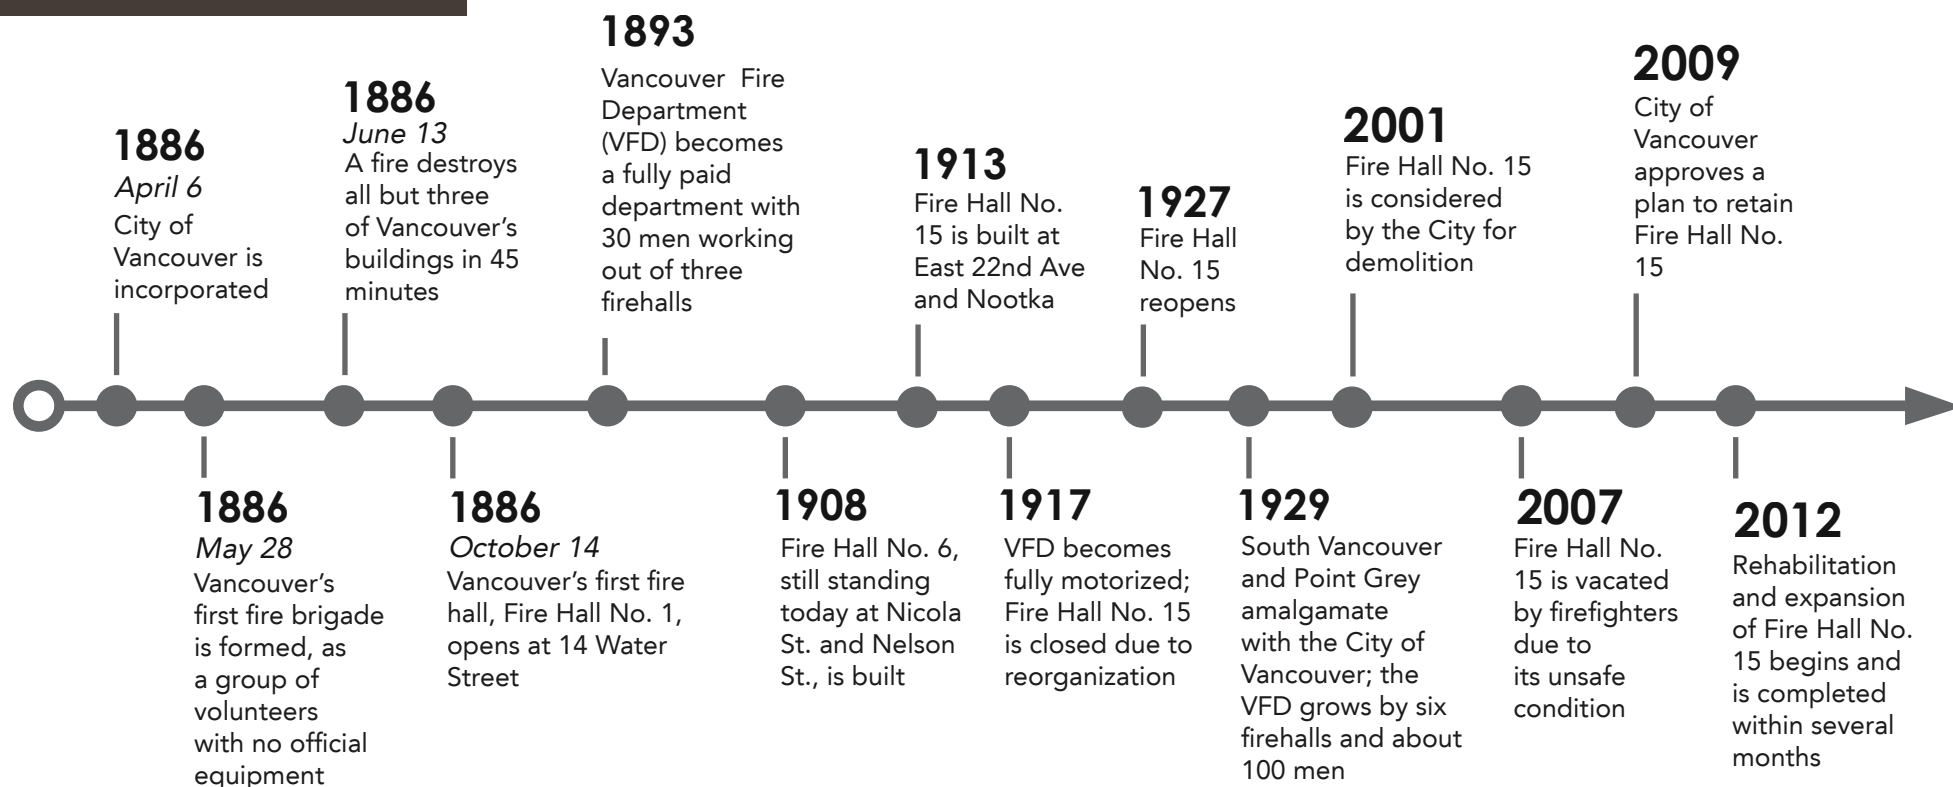 1886
April 6
City of
Vancouver is
incorporated
1886
May 28
Vancouver's
first fire brigade
is formed, as
a group of
volunteers
with no official
equipment
1886
June 13
A fire destroys
all but three
of Vancouver's
buildings in 45
minutes
1886
October 14
Vancouver's first fire
hall, Fire Hall No. 1,
opens at 14 Water
Street
1893
Vancouver Fire
Department
(VFD) becomes
a fully paid
department with
30 men working
out of three
firehalls
1908
Fire Hall No. 6,
still standing
today at Nicola
St. and Nelson
St., is built
1913
Fire Hall No.
15 is built at
East 22nd Ave
and Nootka
1917
VFD becomes
fully motorized;
Fire Hall No. 15
is closed due to
reorganization
1927
Fire Hall
No. 15
reopens
1929
South Vancouver
and Point Grey
amalgamate
with the City of
Vancouver; the
VFD grows by six
firehalls and about
100 men
2001
Fire Hall No. 15
is considered
by the City for
demolition
2007
Fire Hall No.
15 is vacated
by firefighters
due to
its unsafe
condition
2009
City of
Vancouver
approves a
plan to retain
Fire Hall No.
15
2012
Rehabilitation
and expansion
of Fire Hall No.
15 begins and
is completed
within several
months